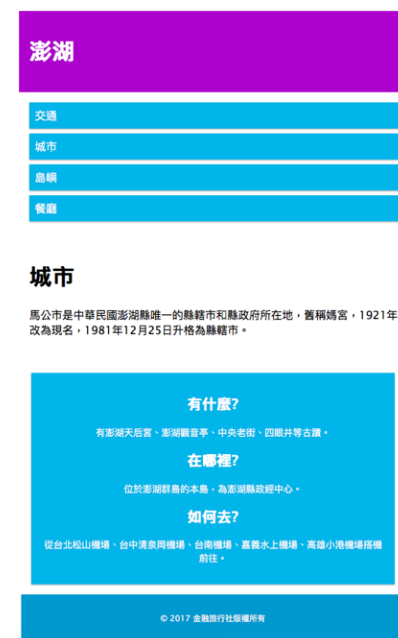 澎湖
交通
城市
島嶼
餐廳
城市
馬公市是中華民國澎湖縣唯一的縣轄市和縣政府所在地，舊稱媽宮，1921年
改為現名，1981年12月25日升格為縣轄市。
有什麼?
有澎湖天后宮、澎湖觀音亭、中央老街、四眼井等古蹟。
在哪裡?
位於澎湖群島的本島，為澎湖縣政經中心。
如何去?
從台北松山機場、台中清泉岡機場、台南機場、嘉義水上機場、高雄小港機場搭機
前往。
© 2017 金融旅行社版權所有